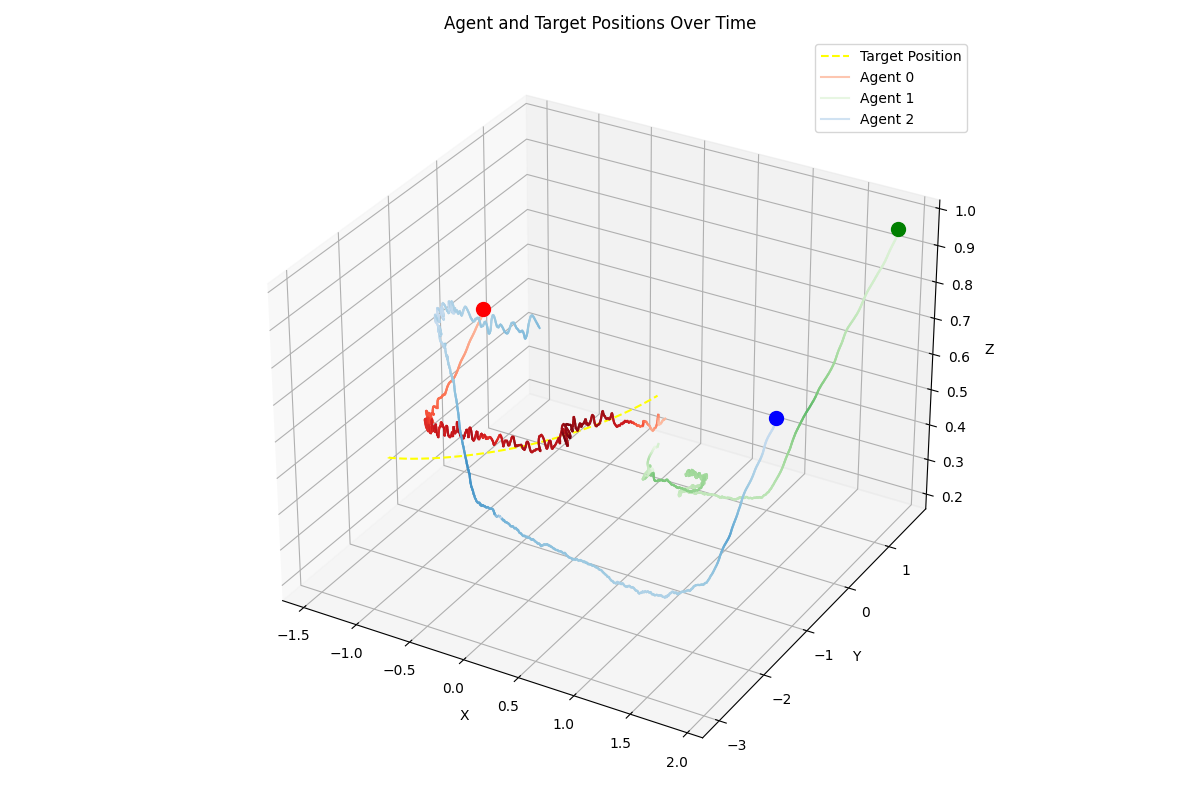 Agent and Target Positions Over Time
Target Position
Agent 0
Agent 1
Agent 2
1.0
0.9
0.8
0.7
Z
0.6
0.5
0.4
0.3
0.2
1
0
−1
Y
−2
−3
−1.5
−1.0
−0.5
0.0
0.5
X
1.0
1.5
2.0